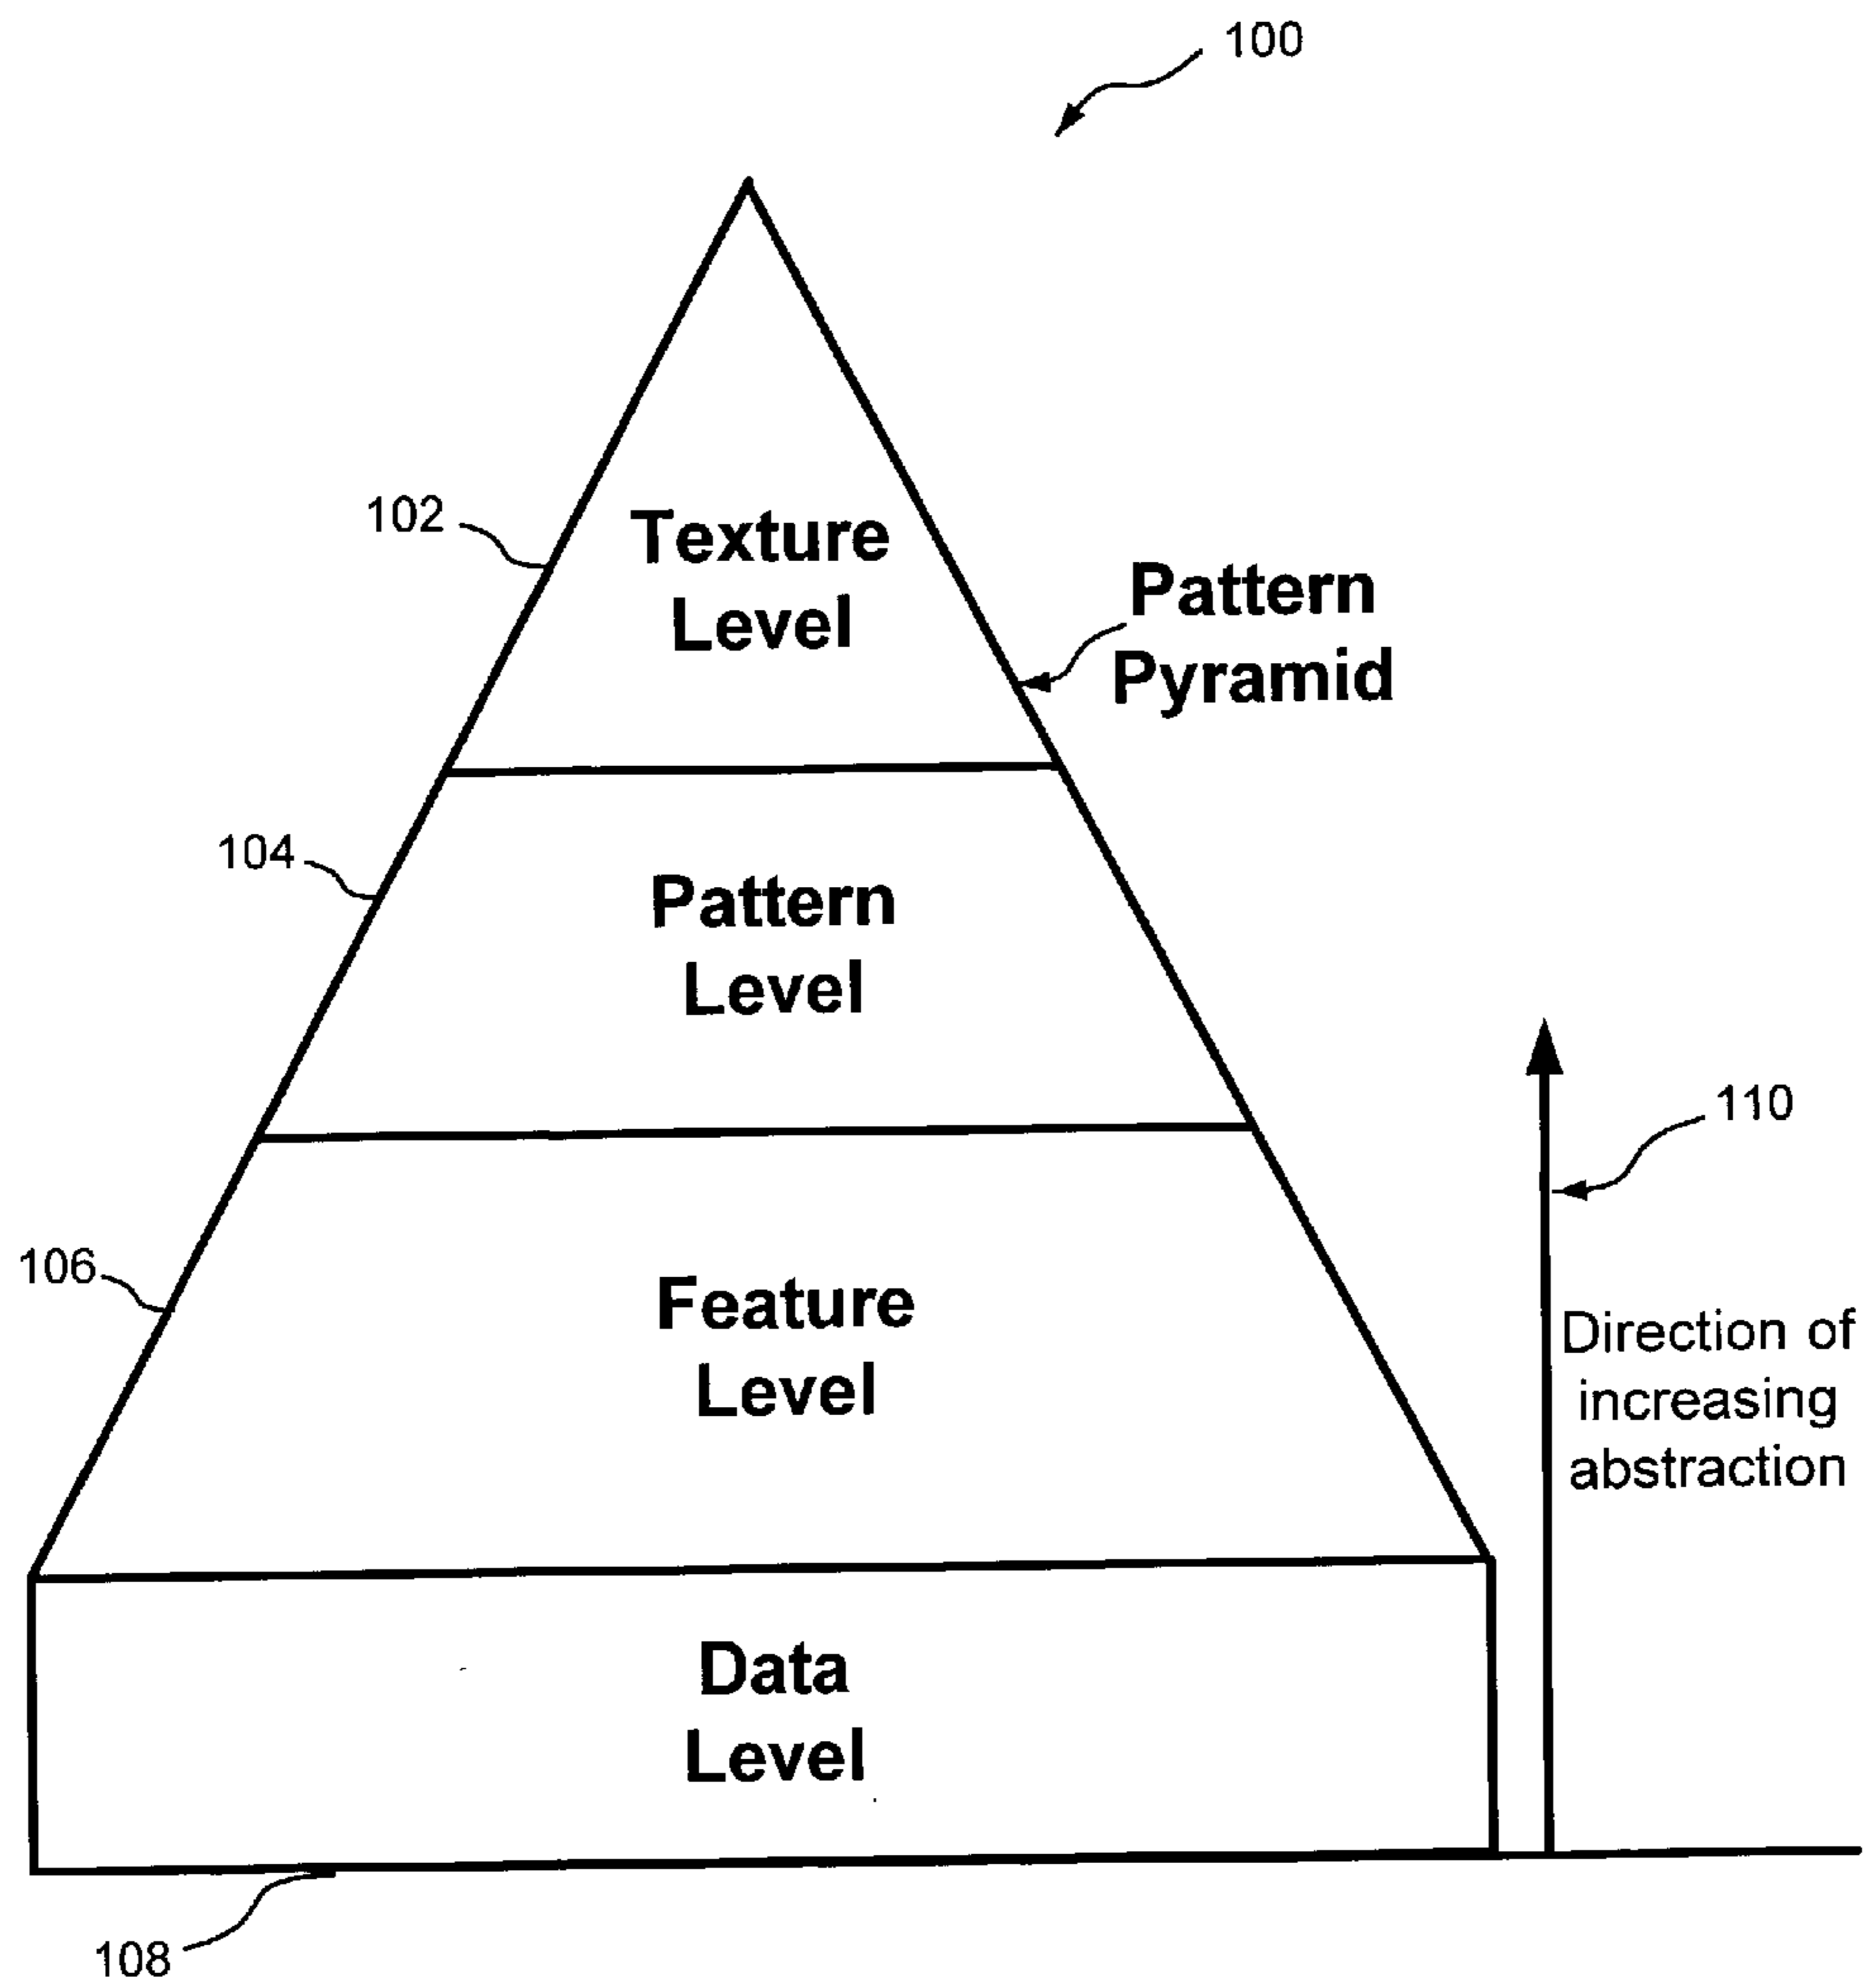 100
102
Texture
Level
Pattern
Pyramid
104
Pattern
Level
110
106
Feature
Level
Direction of
increasing
abstraction
Data
Level
108